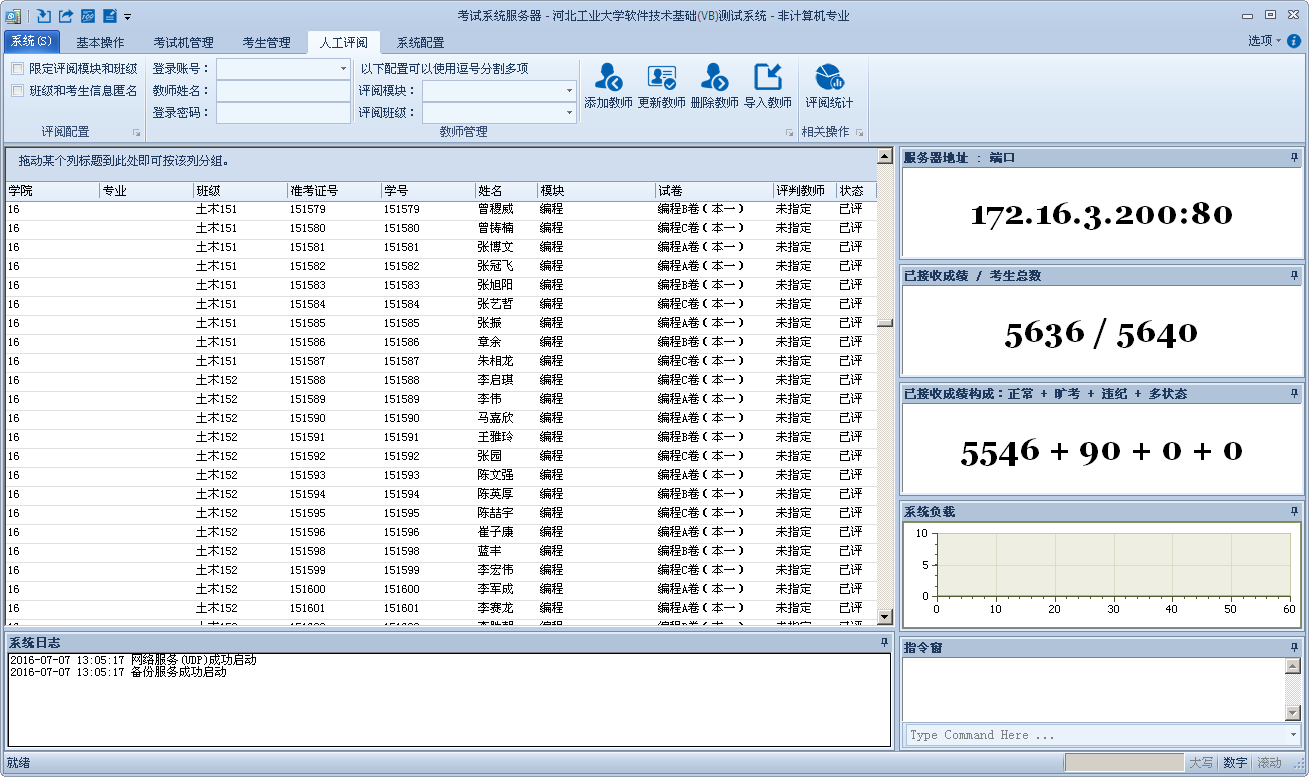 考试系统服务器 - 河北工业大学软件技术基础(VB)测试系统 - 非计算机专业
系统(S) 基本操作 考试机管理 考生管理 人工评阅 系统配置 选项
限定评阅模块和班级 登录账号： 以下配置可以使用逗号分割多项
班级和考生信息匿名 教师姓名： 评阅模块：
登录密码： 评阅班级：
添加教师 更新教师 删除教师 导入教师 评阅统计
评阅配置 教师管理 相关操作
拖动某个列标题到此处即可按该列分组。
学院 专业 班级 准考证号 学号 姓名 模块 试卷 评判教师 状态
16 土木151 151579 151579 曾稷威 编程 编程B卷(本一) 未指定 已评
16 土木151 151580 151580 曾铸楠 编程 编程C卷(本一) 未指定 已评
16 土木151 151581 151581 张博文 编程 编程A卷(本一) 未指定 已评
16 土木151 151582 151582 张冠飞 编程 编程A卷(本一) 未指定 已评
16 土木151 151583 151583 张旭阳 编程 编程B卷(本一) 未指定 已评
16 土木151 151584 151584 张艺哲 编程 编程C卷(本一) 未指定 已评
16 土木151 151585 151585 张振 编程 编程A卷(本一) 未指定 已评
16 土木151 151586 151586 章余 编程 编程B卷(本一) 未指定 已评
16 土木151 151587 151587 朱相龙 编程 编程C卷(本一) 未指定 已评
16 土木152 151588 151588 李启琪 编程 编程C卷(本一) 未指定 已评
16 土木152 151589 151589 李伟 编程 编程A卷(本一) 未指定 已评
16 土木152 151590 151590 马嘉欣 编程 编程A卷(本一) 未指定 已评
16 土木152 151591 151591 王雅玲 编程 编程B卷(本一) 未指定 已评
16 土木152 151592 151592 张园 编程 编程C卷(本一) 未指定 已评
16 土木152 151593 151593 陈文强 编程 编程A卷(本一) 未指定 已评
16 土木152 151594 151594 陈英厚 编程 编程B卷(本一) 未指定 已评
16 土木152 151595 151595 陈喆宇 编程 编程C卷(本一) 未指定 已评
16 土木152 151596 151596 崔子康 编程 编程A卷(本一) 未指定 已评
16 土木152 151598 151598 蓝丰 编程 编程B卷(本一) 未指定 已评
16 土木152 151599 151599 李宏伟 编程 编程C卷(本一) 未指定 已评
16 土木152 151600 151600 李军成 编程 编程A卷(本一) 未指定 已评
16 土木152 151601 151601 李赛龙 编程 编程B卷(本一) 未指定 已评
服务器地址 ： 端口
172.16.3.200:80
已接收成绩 / 考生总数
5636 / 5640
已接收成绩构成：正常 + 旷考 + 违纪 + 多状态
5546 + 90 + 0 + 0
系统负载
10
5
0
0 10 20 30 40 50 60
系统日志
2016-07-07 13:05:17 网络服务(UDP)成功启动
2016-07-07 13:05:17 备份服务成功启动
指令窗
Type Command Here ...
就绪 大写 数字 滚动